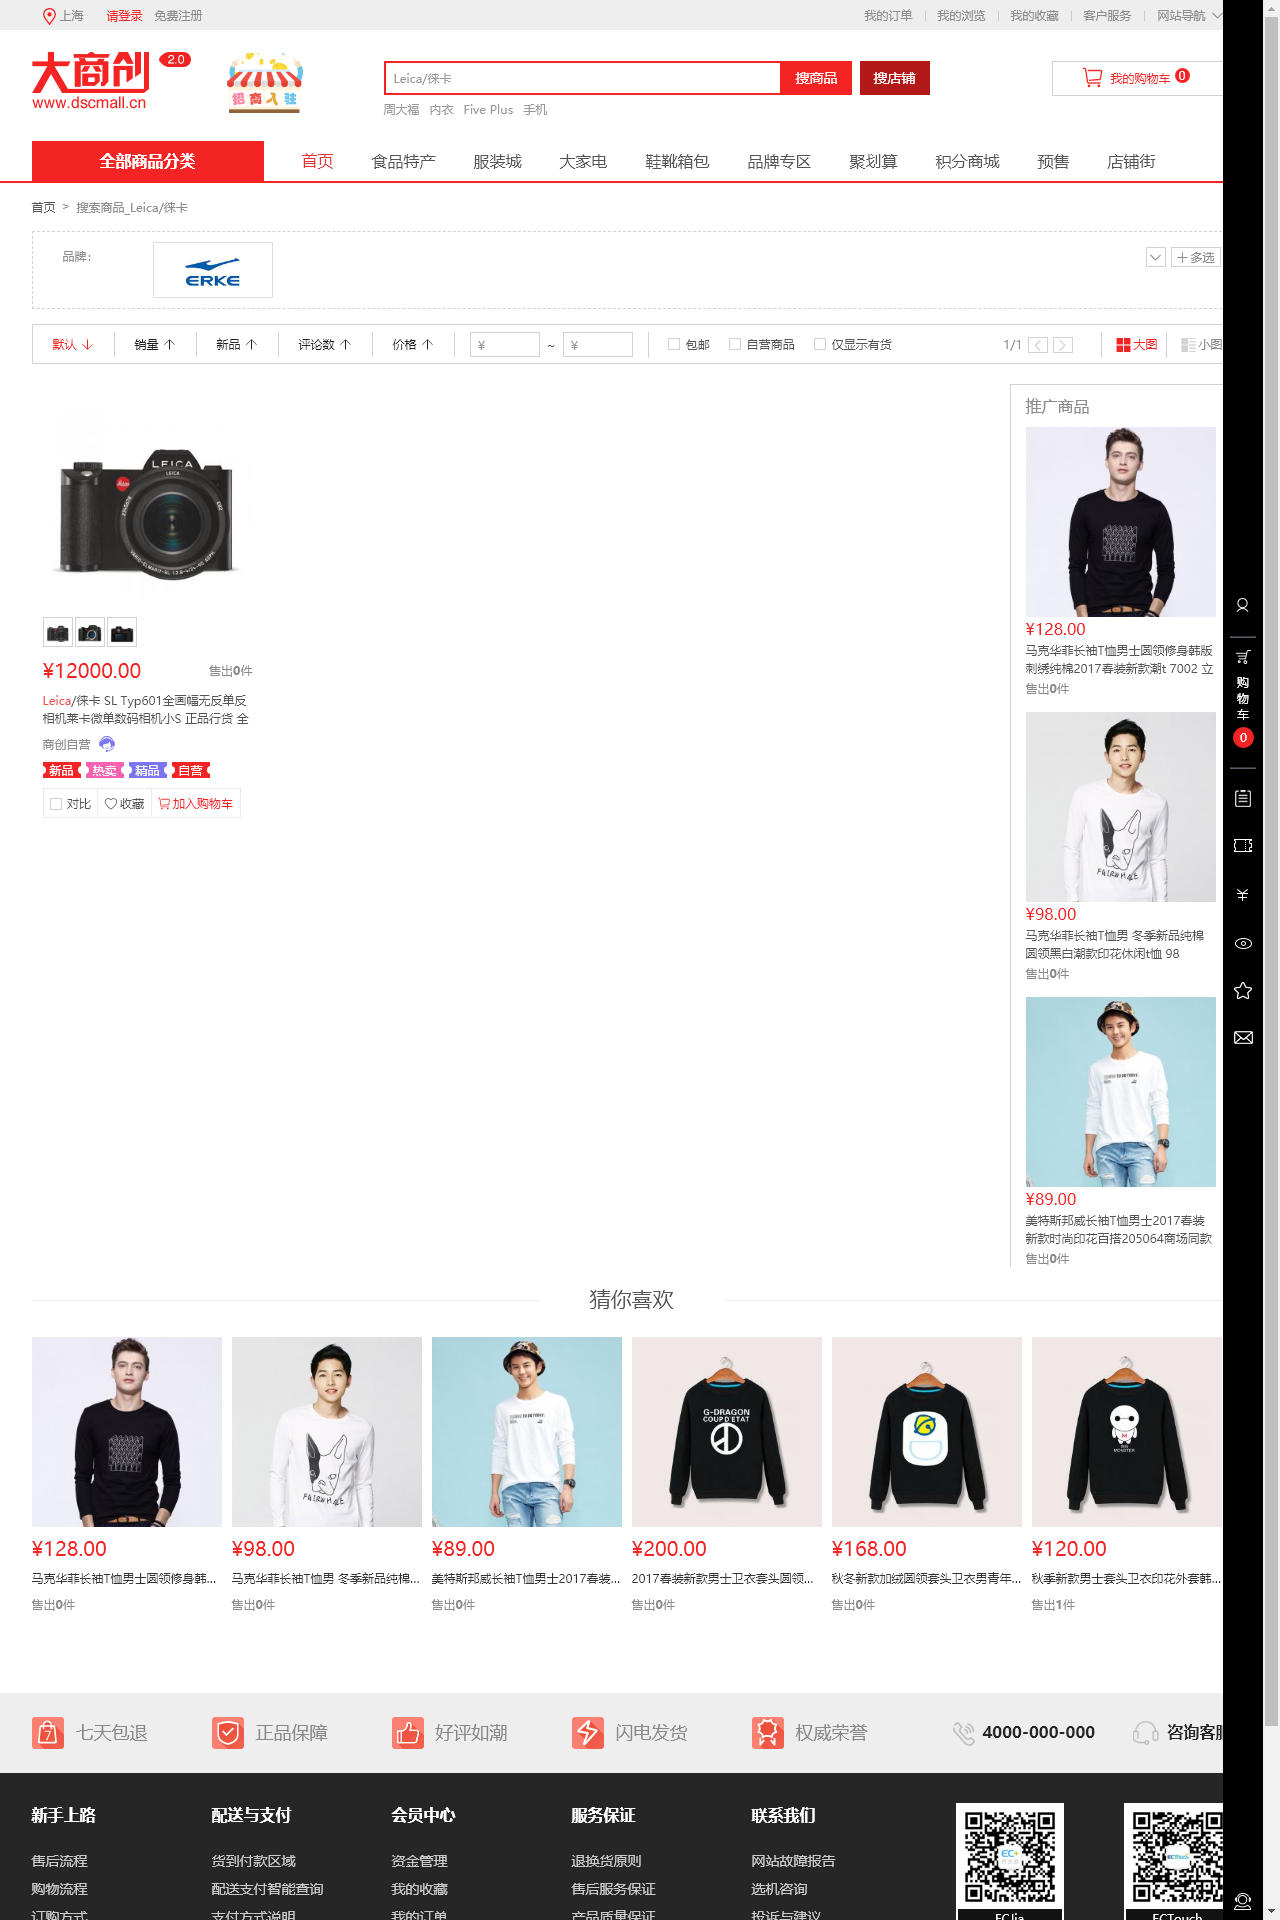 上海 请登录 免费注册 我的订单 我的浏览 我的收藏 客户服务 网站导航
大商创 2.0
www.dscmall.cn
招商入驻
Leica/徕卡 搜商品 搜店铺
我的购物车 0
周大福 内衣 Five Plus 手机
全部商品分类 首页 食品特产 服装城 大家电 鞋靴箱包 品牌专区 聚划算 积分商城 预售 店铺街
首页 > 搜索商品_Leica/徕卡
品牌：
ERKE
多选
默认 销量 新品 评论数 价格 ¥ ~ ¥ 包邮 自营商品 仅显示有货 1/1 大图 小图
LEICA
¥12000.00 售出0件
Leica/徕卡 SL Typ601全画幅无反单反
相机莱卡微单数码相机小S 正品行货 全
商创自营
新品 热卖 精品 自营
对比 收藏 加入购物车
推广商品
¥128.00
马克华菲长袖T恤男士圆领修身韩版
刺绣纯棉2017春装新款潮t 7002 立
售出0件
¥98.00
马克华菲长袖T恤男 冬季新品纯棉
圆领黑白潮款印花休闲t恤 98
售出0件
¥89.00
美特斯邦威长袖T恤男士2017春装
新款时尚印花百搭205064商场同款
售出0件
购物车
0
猜你喜欢
G-DRAGON
COUP D'ETAT
¥128.00 ¥98.00 ¥89.00 ¥200.00 ¥168.00 ¥120.00
马克华菲长袖T恤男士圆领修身韩... 马克华菲长袖T恤男 冬季新品纯棉... 美特斯邦威长袖T恤男士2017春装... 2017春装新款男士卫衣套头圆领... 秋冬新款加绒圆领套头卫衣男青年... 秋季新款男士套头卫衣印花外套韩...
售出0件 售出0件 售出0件 售出0件 售出0件 售出1件
七天包退 正品保障 好评如潮 闪电发货 权威荣誉 4000-000-000 咨询客服
新手上路 配送与支付 会员中心 服务保证 联系我们
售后流程 货到付款区域 资金管理 退换货原则 网站故障报告
购物流程 配送支付智能查询 我的收藏 售后服务保证 选机咨询
订购方式 支付方式说明 我的订单 产品质量保证 投诉与建议
ECJia ECTouch